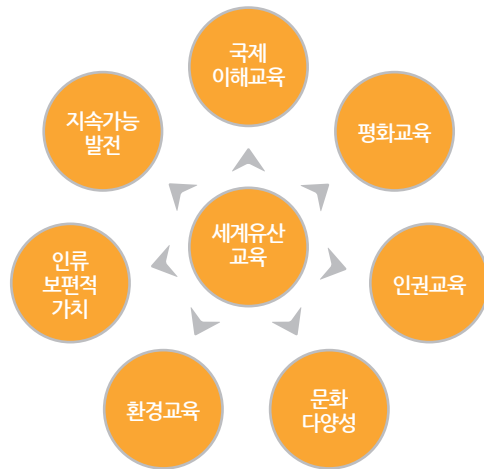 국제
이해교육
지속가능
발전
평화교육
세계유산
교육
인류
보편적
가치
인권교육
환경교육
문화
다양성